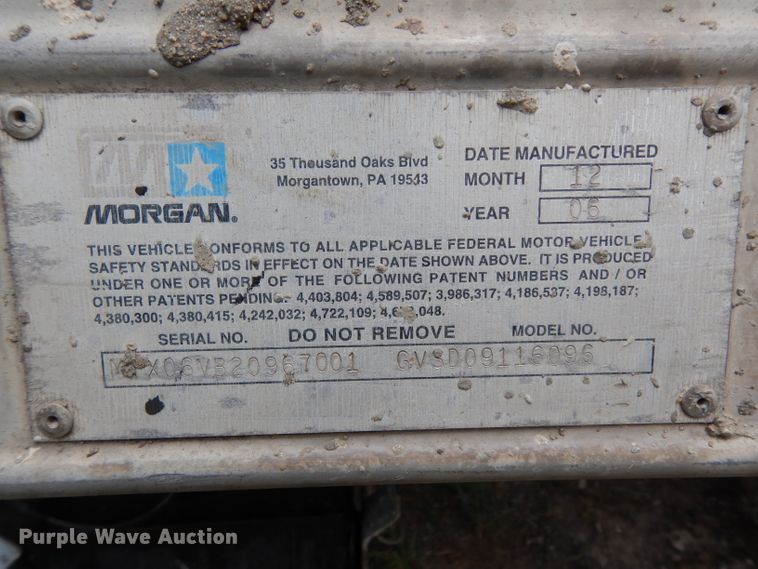 35 Thousand Oaks Blvd
Morgantown, PA 19543
DATE MANUFACTURED
MONTH 12
YEAR 06
MORGAN®
THIS VEHICLE CONFORMS TO ALL APPLICABLE FEDERAL MOTOR VEHICLE
SAFETY STANDARDS IN EFFECT ON THE DATE SHOWN ABOVE. IT IS PRODUCED
UNDER ONE OR MORE OF THE FOLLOWING PATENT NUMBERS AND / OR
OTHER PATENTS PENDING - 4,403,804; 4,589,507; 3,986,317; 4,186,537; 4,198,187;
4,380,300; 4,380,415; 4,242,032; 4,722,109;
SERIAL NO. DO NOT REMOVE MODEL NO.
GVSD09116096
Purple Wave Auction